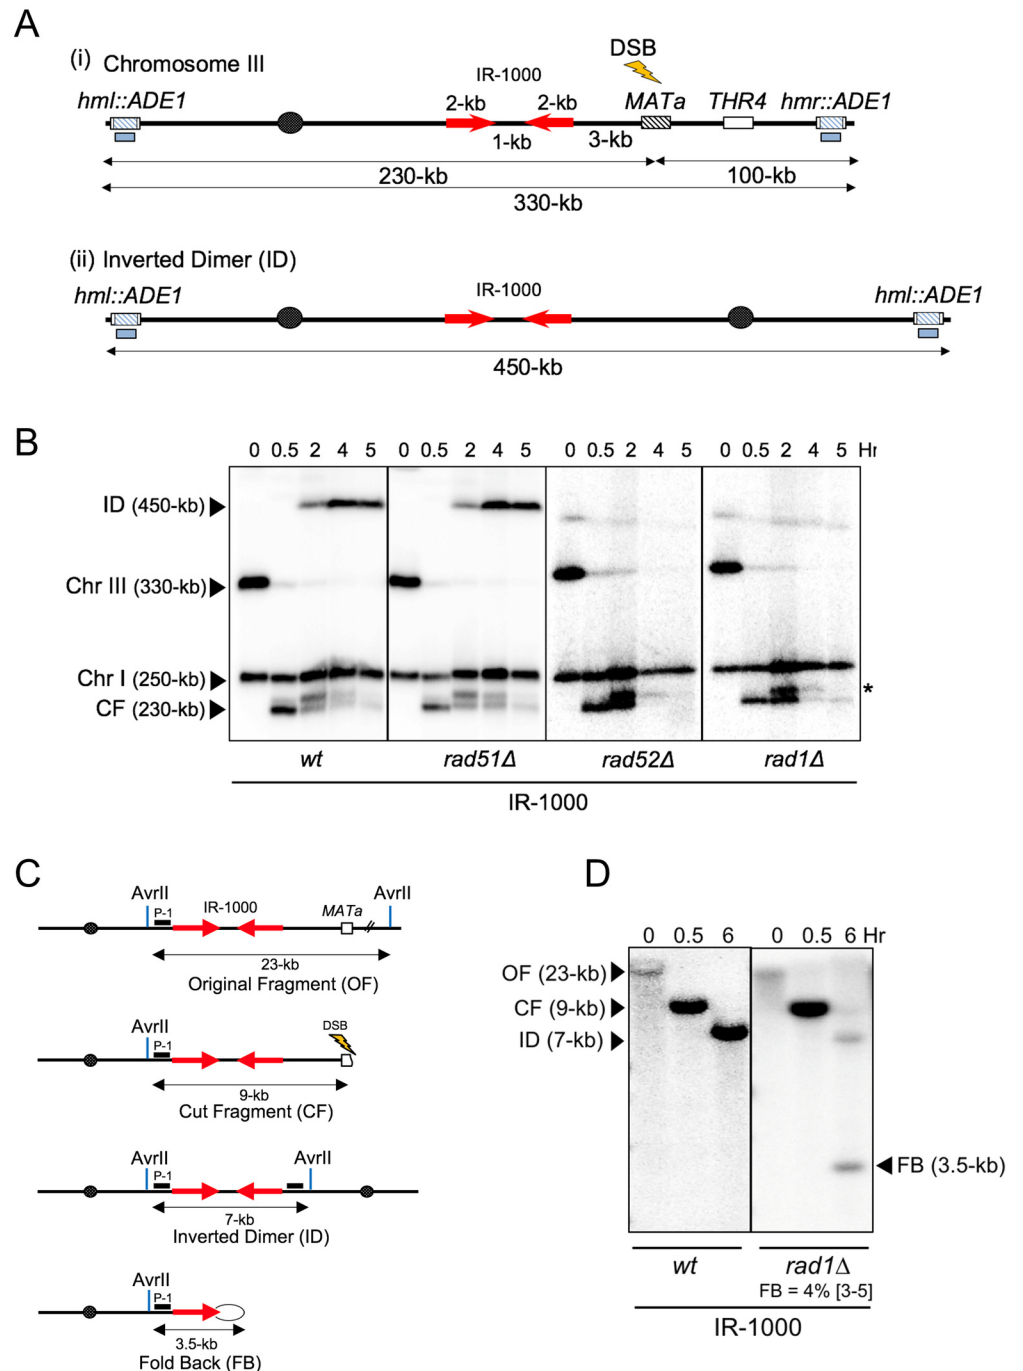 A
(i) Chromosome III
DSB
IR-1000
hml::ADE1
2-kb
2-kb
MATa
THR4
hmr::ADE1
1-kb
3-kb
230-kb
100-kb
330-kb
(ii) Inverted Dimer (ID)
hml::ADE1
IR-1000
hml::ADE1
450-kb
B
0 0.5 2 4 5 0 0.5 2 4 5 0 0.5 2 4 5 0 0.5 2 4 5 Hr
ID (450-kb)
Chr III (330-kb)
Chr I (250-kb)
*
CF (230-kb)
wt
rad51Δ
rad52Δ
rad1Δ
IR-1000
C
AvrII
AvrII
P-1
IR-1000
MATa
23-kb
Original Fragment (OF)
AvrII
DSB
P-1
9-kb
Cut Fragment (CF)
AvrII
AvrII
P-1
7-kb
Inverted Dimer (ID)
AvrII
P-1
3.5-kb
Fold Back (FB)
D
0 0.5 6 0 0.5 6 Hr
OF (23-kb)
CF (9-kb)
ID (7-kb)
FB (3.5-kb)
wt
rad1Δ
FB = 4% [3-5]
IR-1000